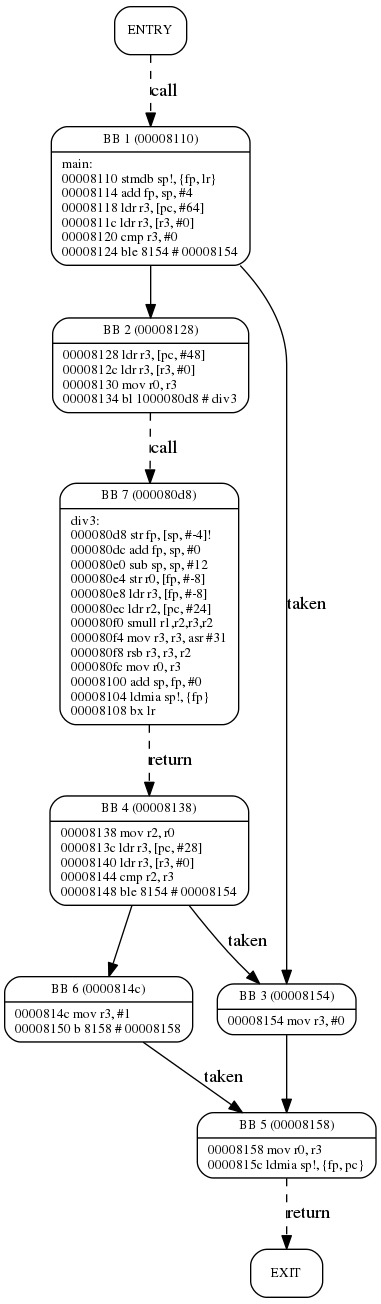 ENTRY
call
BB 1 (00008110)
main:
00008110 stmdb sp!, {fp, lr}
00008114 add fp, sp, #4
00008118 ldr r3, [pc, #64]
0000811c ldr r3, [r3, #0]
00008120 cmp r3, #0
00008124 ble 8154 # 00008154
BB 2 (00008128)
00008128 ldr r3, [pc, #48]
0000812c ldr r3, [r3, #0]
00008130 mov r0, r3
00008134 bl 1000080d8 # div3
call
BB 7 (000080d8)
div3:
000080d8 str fp, [sp, #-4]!
000080dc add fp, sp, #0
000080e0 sub sp, sp, #12
000080e4 str r0, [fp, #-8]
000080e8 ldr r3, [fp, #-8]
000080ec ldr r2, [pc, #24]
000080f0 smull r1,r2,r3,r2
000080f4 mov r3, r3, asr #31
000080f8 rsb r3, r3, r2
000080fc mov r0, r3
00008100 add sp, fp, #0
00008104 ldmia sp!, {fp}
00008108 bx lr
taken
return
BB 4 (00008138)
00008138 mov r2, r0
0000813c ldr r3, [pc, #28]
00008140 ldr r3, [r3, #0]
00008144 cmp r2, r3
00008148 ble 8154 # 00008154
taken
BB 6 (0000814c)
0000814c mov r3, #1
00008150 b 8158 # 00008158
BB 3 (00008154)
00008154 mov r3, #0
taken
BB 5 (00008158)
00008158 mov r0, r3
0000815c ldmia sp!, {fp, pc}
return
EXIT